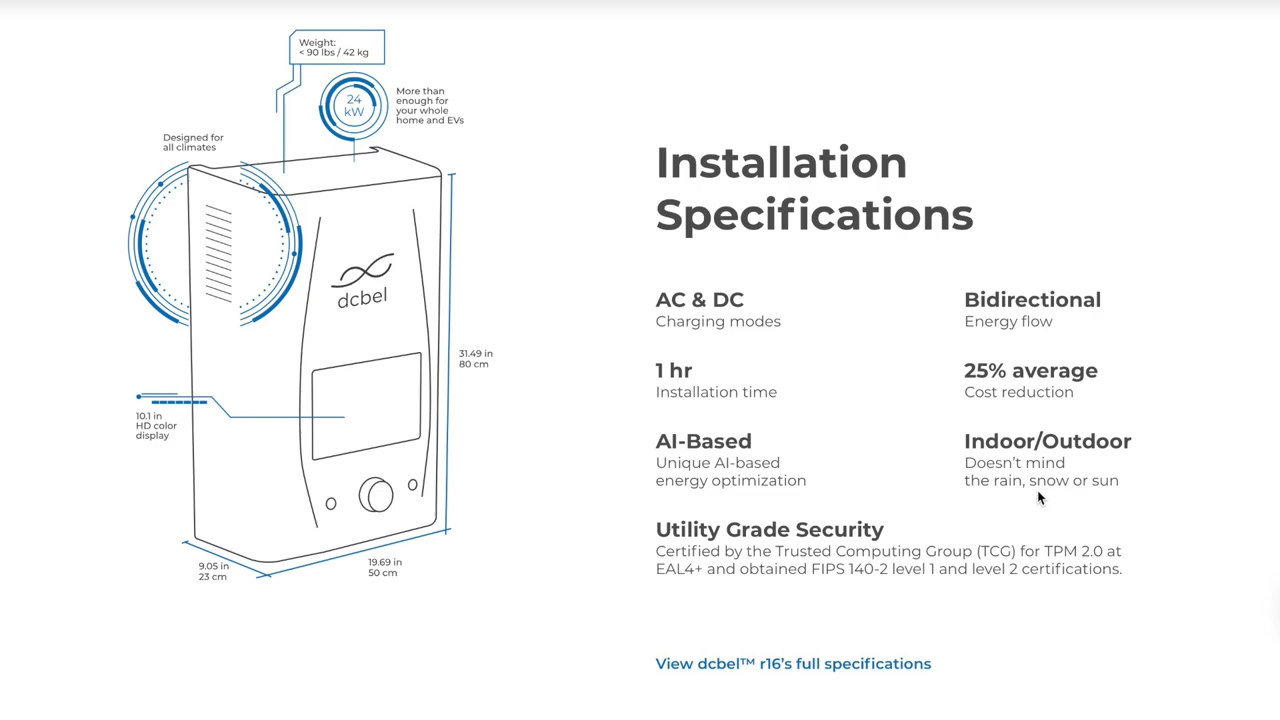 Weight:
< 90 lbs / 42 kg
24
kW
More than
enough for
your whole
home and EVs
Designed for
all climates
dcbel
31.49 in
80 cm
10.1 in
HD color
display
9.05 in
23 cm
19.69 in
50 cm
Installation
Specifications
AC & DC
Charging modes
Bidirectional
Energy flow
1 hr
Installation time
25% average
Cost reduction
AI-Based
Unique AI-based
energy optimization
Indoor/Outdoor
Doesn’t mind
the rain, snow or sun
Utility Grade Security
Certified by the Trusted Computing Group (TCG) for TPM 2.0 at
EAL4+ and obtained FIPS 140-2 level 1 and level 2 certifications.
View dcbel™ r16’s full specifications